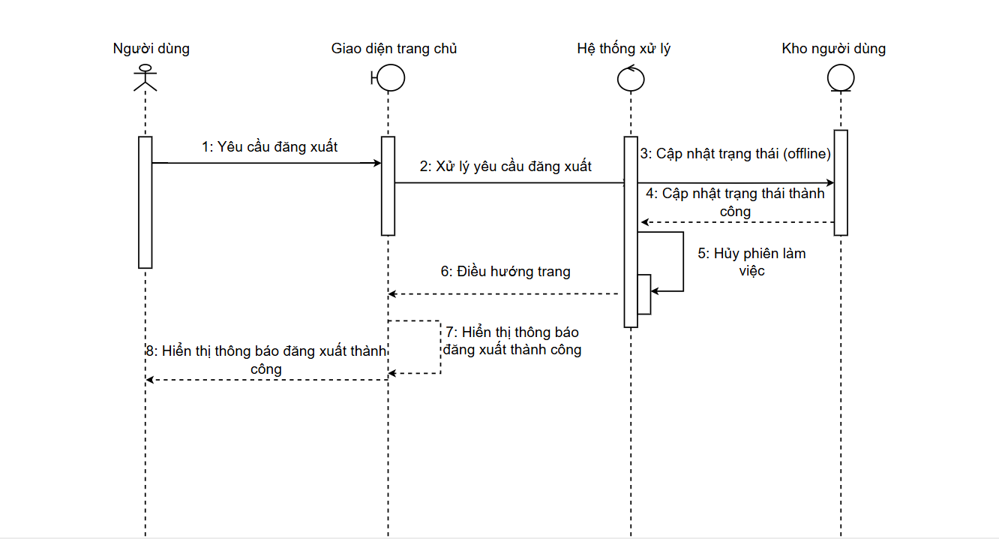 Người dùng
Giao diện trang chủ
Hệ thống xử lý
Kho người dùng
1: Yêu cầu đăng xuất
2: Xử lý yêu cầu đăng xuất
3: Cập nhật trạng thái (offline)
4: Cập nhật trạng thái thành
công
5: Hủy phiên làm
việc
6: Điều hướng trang
7: Hiển thị thông báo
đăng xuất thành công
8: Hiển thị thông báo đăng xuất thành
công